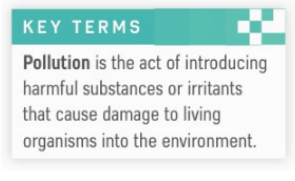 KEY TERMS
Pollution is the act of introducing
harmful substances or irritants
that cause damage to living
organisms into the environment.